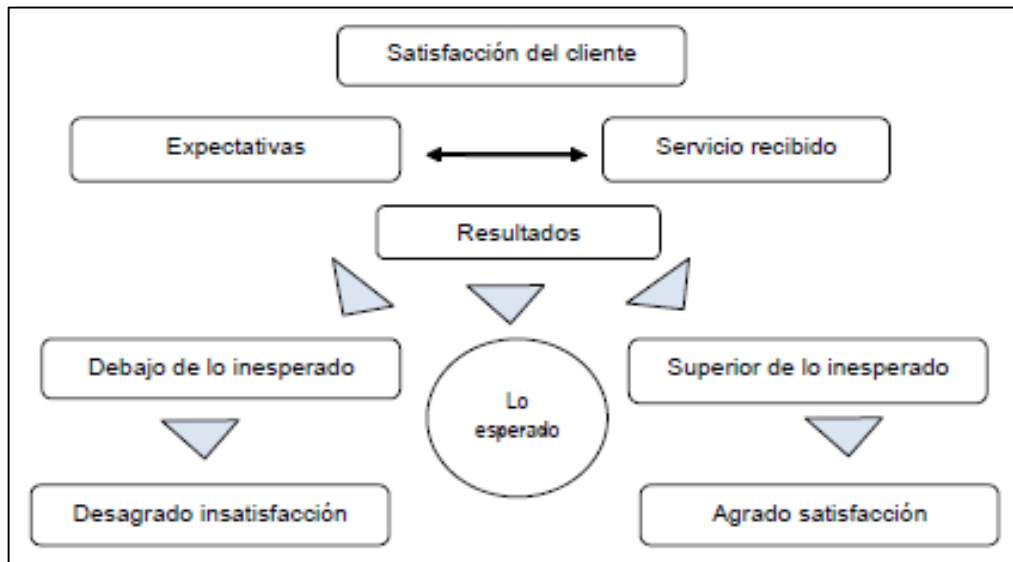 Satisfacción del cliente
Expectativas
Servicio recibido
Resultados
Debajo de lo inesperado
Superior de lo inesperado
Lo
esperado
Desagrado insatisfacción
Agrado satisfacción